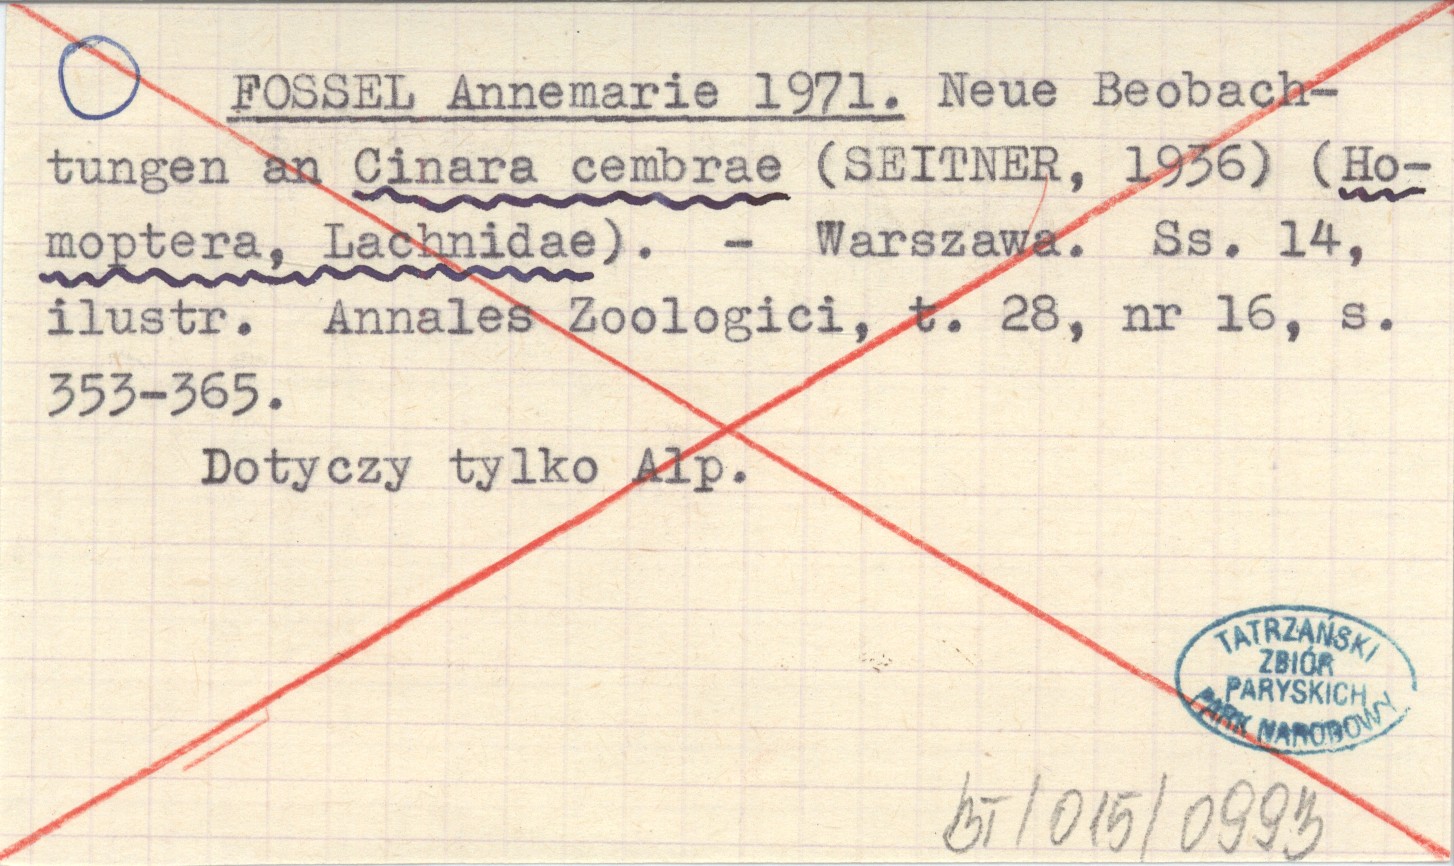 FOSSEL Annemarie 1971. Neue Beobach-
tungen an Cinara cembrae (SEITNER, 1936) (Ho-
moptera, Lachnidae). - Warszawa. Ss. 14,
ilustr. Annales Zoologici, t. 28, nr 16, s.
353-365.
Dotyczy tylko Alp.
TATRZAŃSKI
ZBIÓR
PARYSKICH
PARK NARODOWY
BT/015/0993